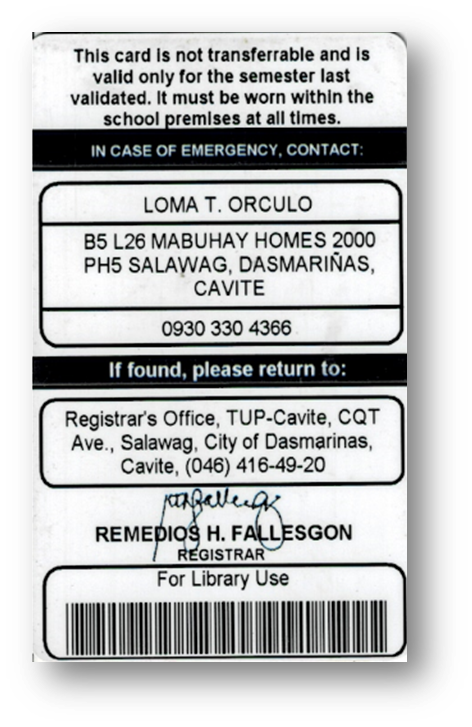 This card is not transferrable and is
valid only for the semester last
validated. It must be worn within the
school premises at all times.
IN CASE OF EMERGENCY, CONTACT:
LOMA T. ORCULO
B5 L26 MABUHAY HOMES 2000
PH5 SALAWAG, DASMARIÑAS,
CAVITE
0930 330 4366
If found, please return to:
Registrar's Office, TUP-Cavite, CQT
Ave., Salawag, City of Dasmarinas,
Cavite, (046) 416-49-20
REMEDIOS H. FALLESGON
REGISTRAR
For Library Use